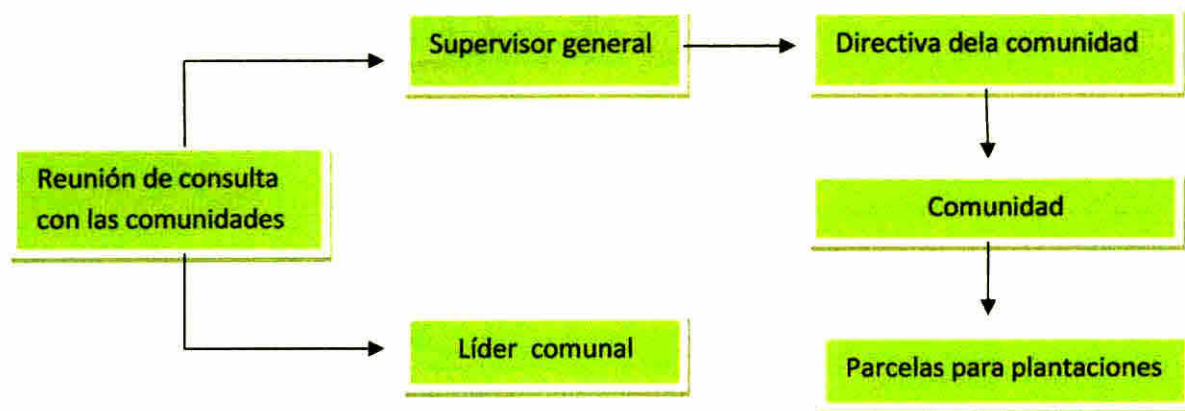 Supervisor general
Directiva dela comunidad
Reunión de consulta
con las comunidades
Comunidad
Líder comunal
Parcelas para plantaciones